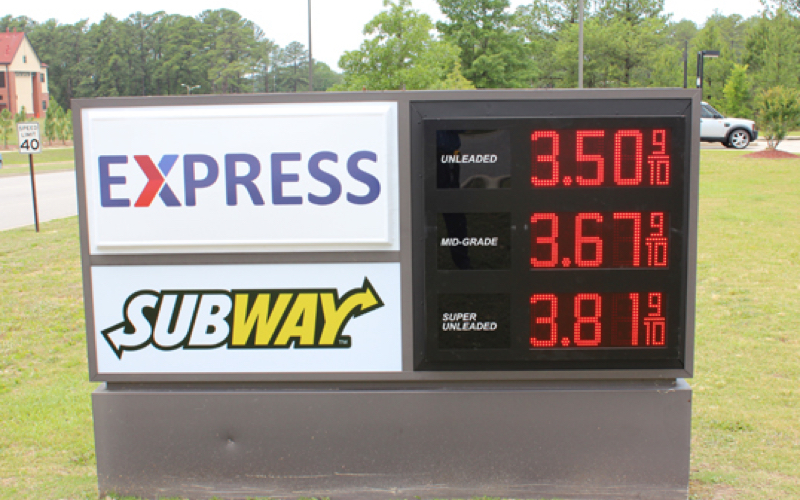 SPEED
LIMIT
40
EXPRESS
SUBWAY™
UNLEADED 3.50 9/10
MID-GRADE 3.67 9/10
SUPER
UNLEADED 3.81 9/10